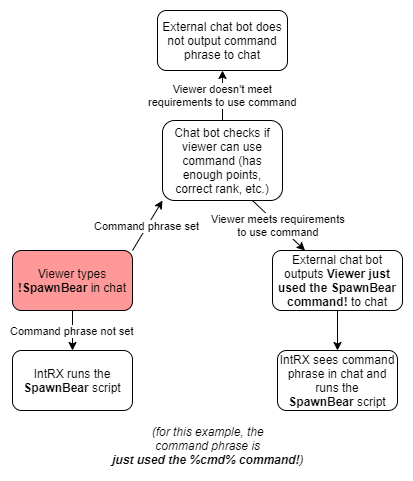 External chat bot does
not output command
phrase to chat
Viewer doesn't meet
requirements to use command
Chat bot checks if
viewer can use
command (has
enough points,
correct rank, etc.)
Command phrase set
Viewer meets requirements
to use command
Viewer types
!SpawnBear in chat
External chat bot
outputs Viewer just
used the SpawnBear
command! to chat
Command phrase not set
IntRX runs the
SpawnBear script
IntRX sees command
phrase in chat and
runs the
SpawnBear script
(for this example, the
command phrase is
just used the %cmd% command!)